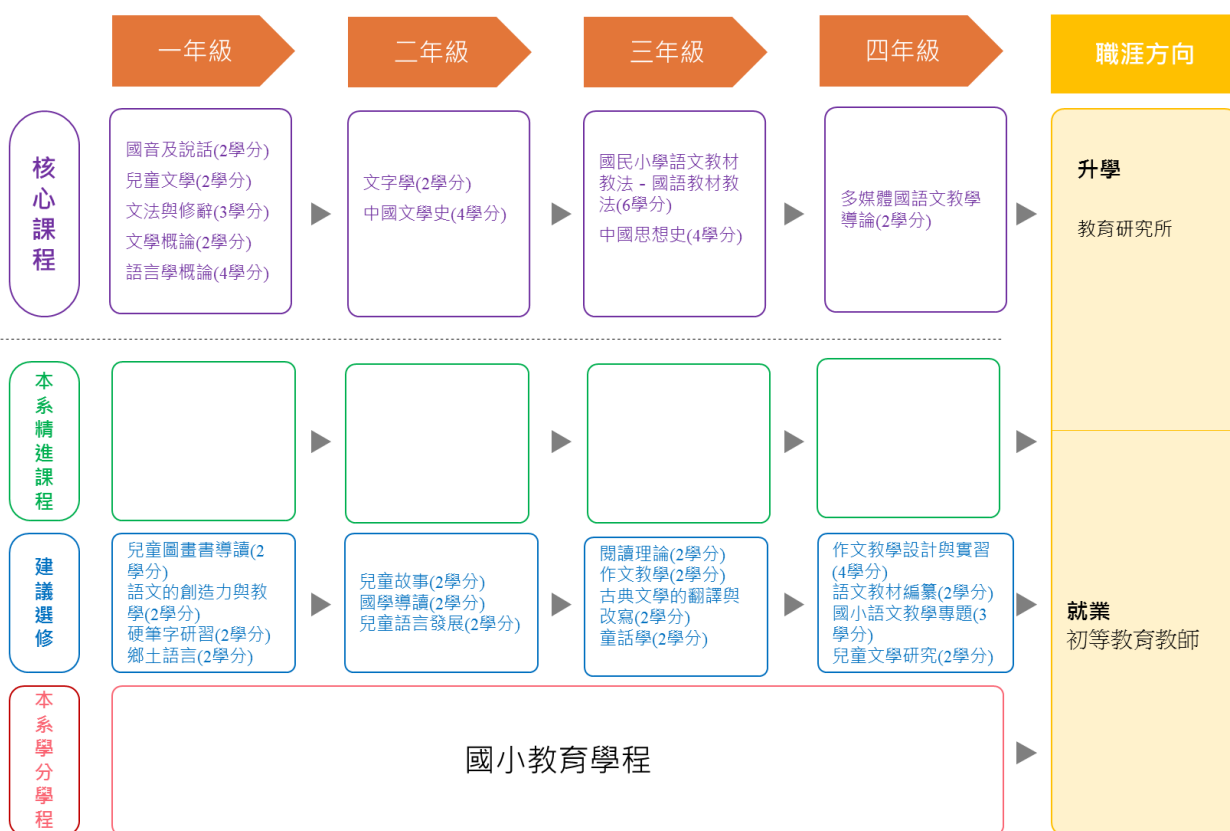 一年級
二年級
三年級
四年級
職涯方向
核心課程
國音及說話(2學分)
兒童文學(2學分)
文法與修辭(3學分)
文學概論(2學分)
語言學概論(4學分)
文字學(2學分)
中國文學史(4學分)
國民小學語文教材
教法 - 國語教材教
法(6學分)
中國思想史(4學分)
多媒體國語文教學
導論(2學分)
升學
教育研究所
本系精進課程
建議選修
兒童圖畫書導讀(2
學分)
語文的創造力與教
學(2學分)
硬筆字研習(2學分)
鄉土語言(2學分)
兒童故事(2學分)
國學導讀(2學分)
兒童語言發展(2學分)
閱讀理論(2學分)
作文教學(2學分)
古典文學的翻譯與
改寫(2學分)
童話學(2學分)
作文教學設計與實習
(4學分)
語文教材編纂(2學分)
國小語文教學專題(3
學分)
兒童文學研究(2學分)
就業
初等教育教師
本系學分學程
國小教育學程